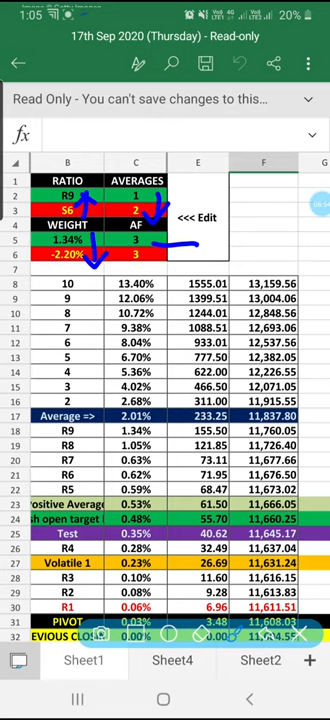 1:05 20%
17th Sep 2020 (Thursday) - Read-only
Read Only - You can't save changes to this...
fx
B C D E F G
1 RATIO AVERAGES
2 R9 1
3 S6 2
4 WEIGHT AF <<< Edit
5 1.34% 3
6 -2.20% 3
8 10 13.40% 1555.01 13,159.56
9 9 12.06% 1399.51 13,004.06
10 8 10.72% 1244.01 12,848.56
11 7 9.38% 1088.51 12,693.06
12 6 8.04% 933.01 12,537.56
13 5 6.70% 777.50 12,382.05
14 4 5.36% 622.00 12,226.55
15 3 4.02% 466.50 12,071.05
16 2 2.68% 311.00 11,915.55
17 Average => 2.01% 233.25 11,837.80
18 R9 1.34% 155.50 11,760.05
19 R8 1.05% 121.85 11,726.40
20 R7 0.63% 73.11 11,677.66
21 R6 0.62% 71.95 11,676.50
22 R5 0.59% 68.47 11,673.02
23 ositive Average 0.53% 61.50 11,666.05
24 sh open target 0.48% 55.70 11,660.25
25 Test 0.35% 40.62 11,645.17
26 R4 0.28% 32.49 11,637.04
27 Volatile 1 0.23% 26.69 11,631.24
28 R3 0.10% 11.60 11,616.15
29 R2 0.08% 9.28 11,613.83
30 R1 0.06% 6.96 11,611.51
31 PIVOT 0.03% 3.48 11,608.03
32 EVIOUS CLO 0.00% 0.00
Sheet1 Sheet4 Sheet2